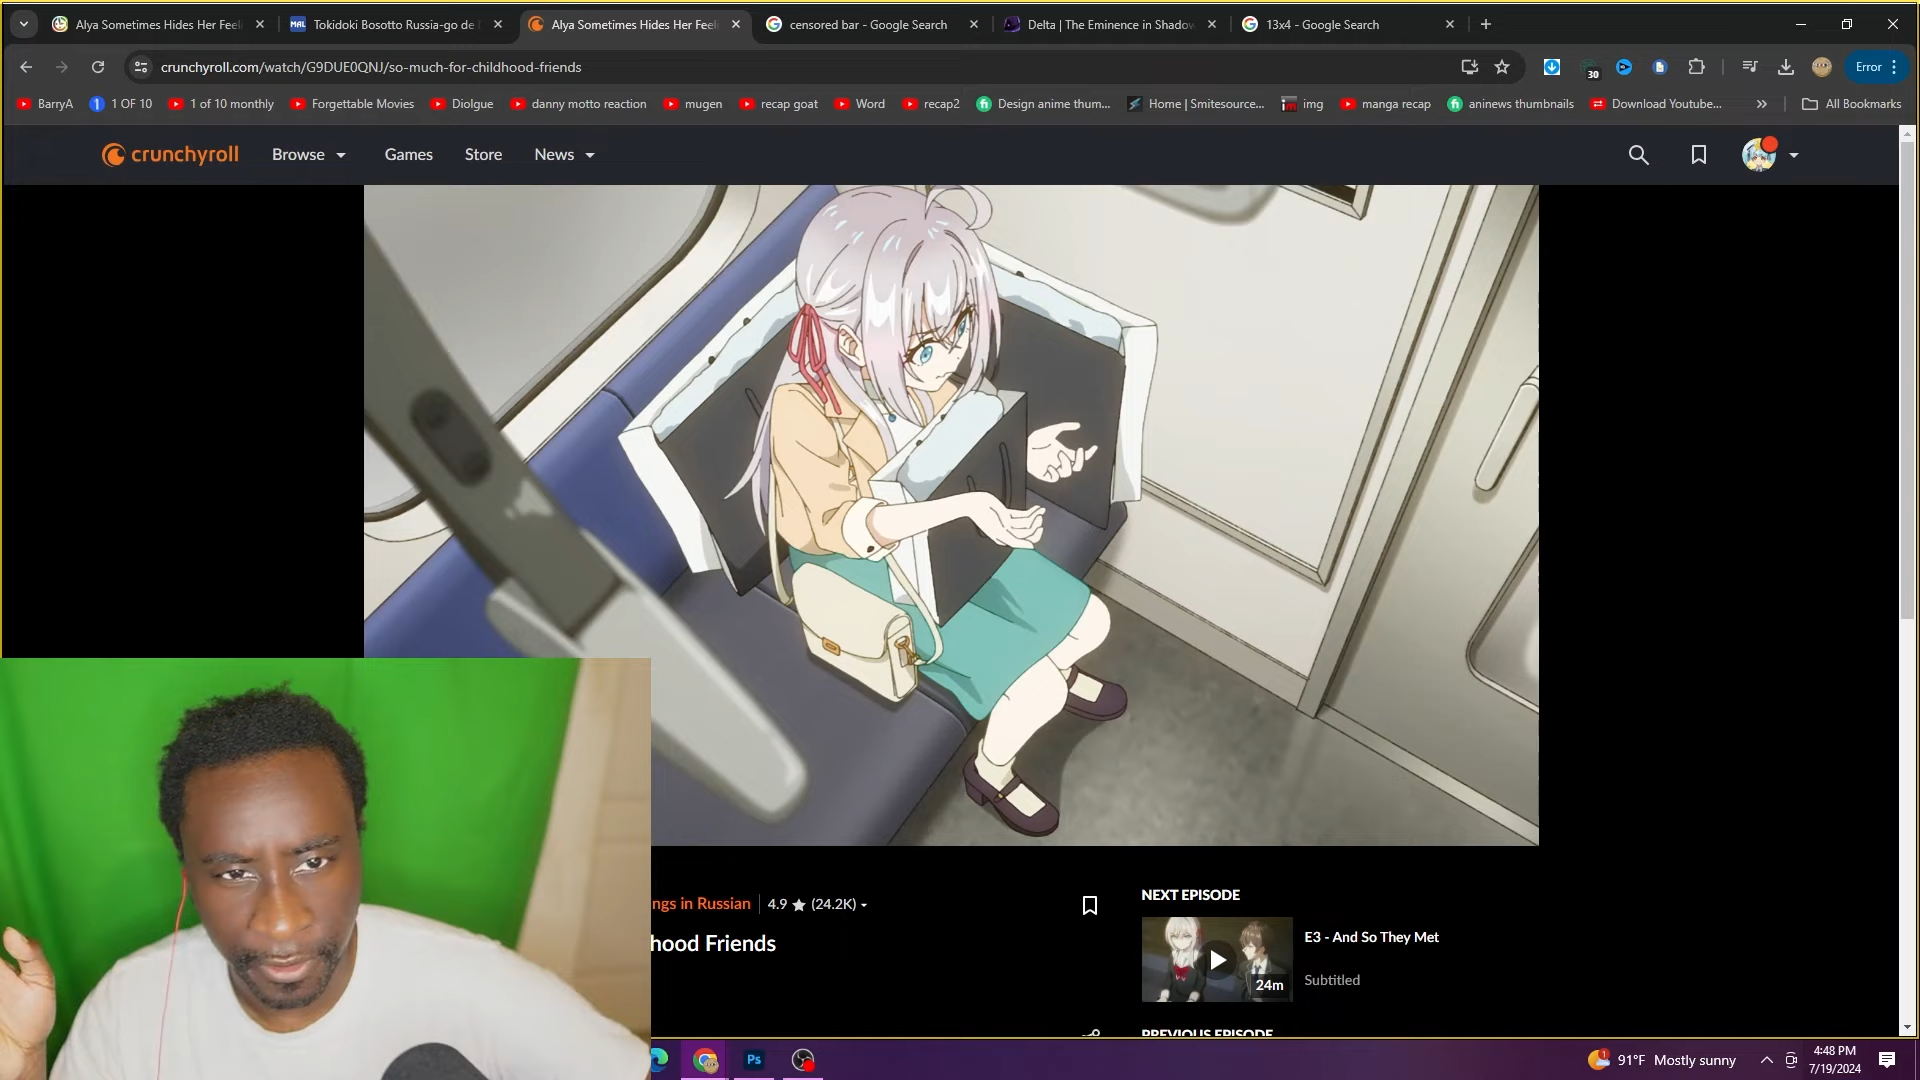 Alya Sometimes Hides Her Feel
Tokidoki Bosotto Russia-go de
Alya Sometimes Hides Her Feel
censored bar - Google Search
Delta | The Eminence in Shadow
13x4 - Google Search
crunchyroll.com/watch/G9DUE0QNJ/so-much-for-childhood-friends
30
Error
BarryA
1 OF 10
1 of 10 monthly
Forgettable Movies
Diolgue
danny motto reaction
mugen
recap goat
Word
recap2
Design anime thum...
Home | Smitesource...
img
manga recap
aninews thumbnails
Download Youtube...
All Bookmarks
crunchyroll
Browse
Games
Store
News
ngs in Russian
4.9 ★ (24.2K)
hood Friends
NEXT EPISODE
24m
E3 - And So They Met
Subtitled
PREVIOUS EPISODE
Ps
91°F Mostly sunny
4:48 PM
7/19/2024